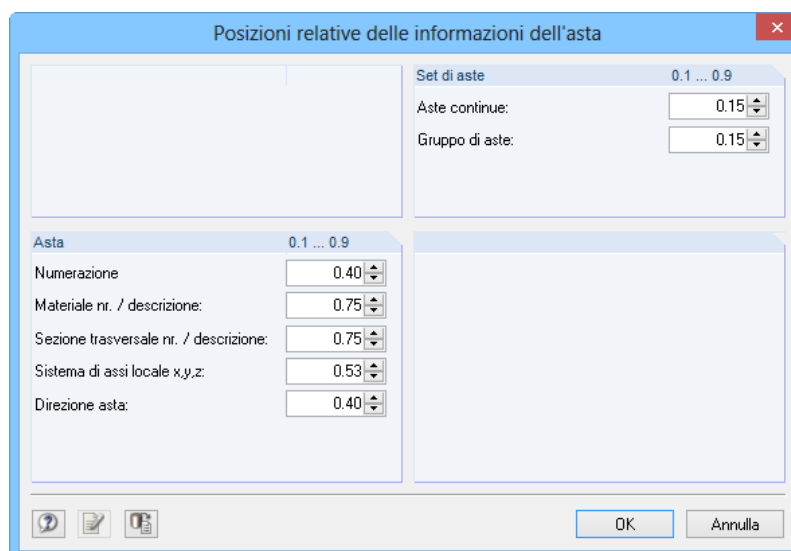 Posizioni relative delle informazioni dell'asta
Set di aste 0.1 ... 0.9
Aste continue: 0.15
Gruppo di aste: 0.15
Asta 0.1 ... 0.9
Numerazione 0.40
Materiale nr. / descrizione: 0.75
Sezione trasversale nr. / descrizione: 0.75
Sistema di assi locale x,y,z: 0.53
Direzione asta: 0.40
OK Annulla